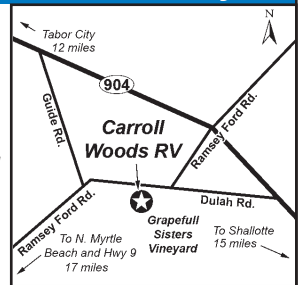 N
Tabor City
12 miles
904
Guide Rd.
Carroll
Woods RV
Ramsey Ford Rd.
Dulah Rd.
Ramsey Ford Rd.
Grapefull
Sisters
Vineyard
To N. Myrtle
Beach and Hwy 9
17 miles
To Shallotte
15 miles